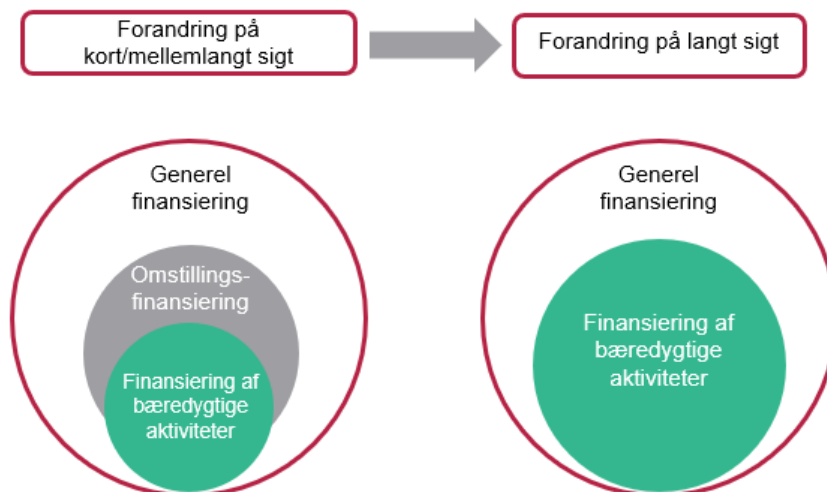 Forandring på
kort/mellemlangt sigt
Forandring på langt sigt
Generel
finansiering
Omstillings-
finansiering
Finansiering af
bæredygtige
aktiviteter
Generel
finansiering
Finansiering af
bæredygtige
aktiviteter